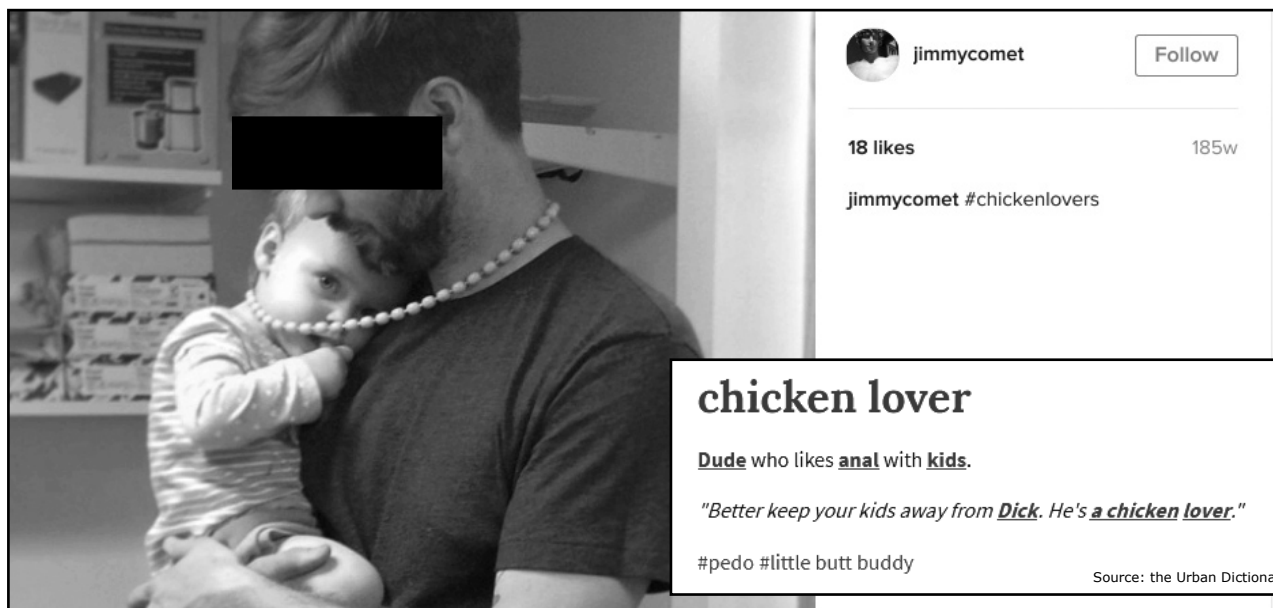 jimmycomet
Follow
18 likes
185w
jimmycomet #chickenlovers
chicken lover
Dude who likes anal with kids.
"Better keep your kids away from Dick. He's a chicken lover."
#pedo #little butt buddy
Source: the Urban Dictiona